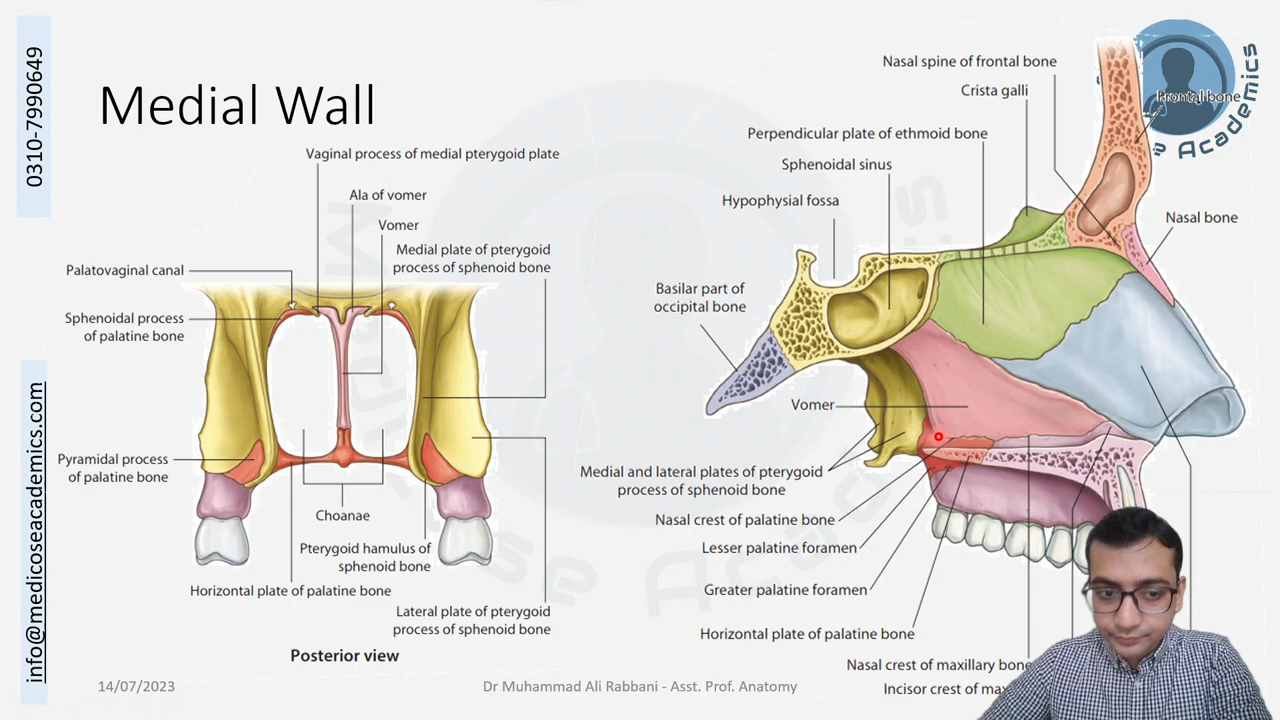 0310-7990649
info@medicoseacademics.com
Medial Wall
Vaginal process of medial pterygoid plate
Ala of vomer
Vomer
Medial plate of pterygoid
process of sphenoid bone
Palatovaginal canal
Sphenoidal process
of palatine bone
Pyramidal process
of palatine bone
Choanae
Pterygoid hamulus of
sphenoid bone
Horizontal plate of palatine bone
Lateral plate of pterygoid
process of sphenoid bone
Posterior view
Nasal spine of frontal bone
Crista galli
Frontal bone
Academics
Perpendicular plate of ethmoid bone
Sphenoidal sinus
Hypophysial fossa
Nasal bone
Basilar part of
occipital bone
Vomer
Medial and lateral plates of pterygoid
process of sphenoid bone
Nasal crest of palatine bone
Lesser palatine foramen
Greater palatine foramen
Horizontal plate of palatine bone
Nasal crest of maxillary bone
Incisor crest of
14/07/2023
Dr Muhammad Ali Rabbani - Asst. Prof. Anatomy